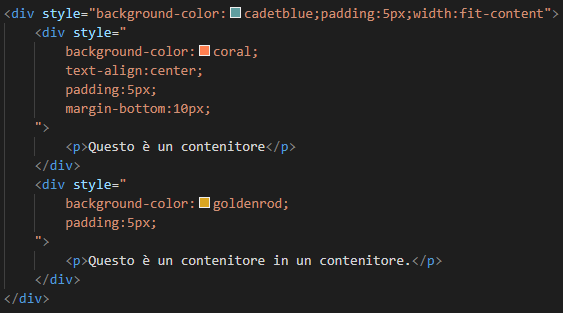 <div style="background-color:cadetblue;padding:5px;width:fit-content">
    <div style="
        background-color:coral;
        text-align:center;
        padding:5px;
        margin-bottom:10px;
    ">
        <p>Questo è un contenitore</p>
    </div>
    <div style="
        background-color:goldenrod;
        padding:5px;
    ">
        <p>Questo è un contenitore in un contenitore.</p>
    </div>
</div>